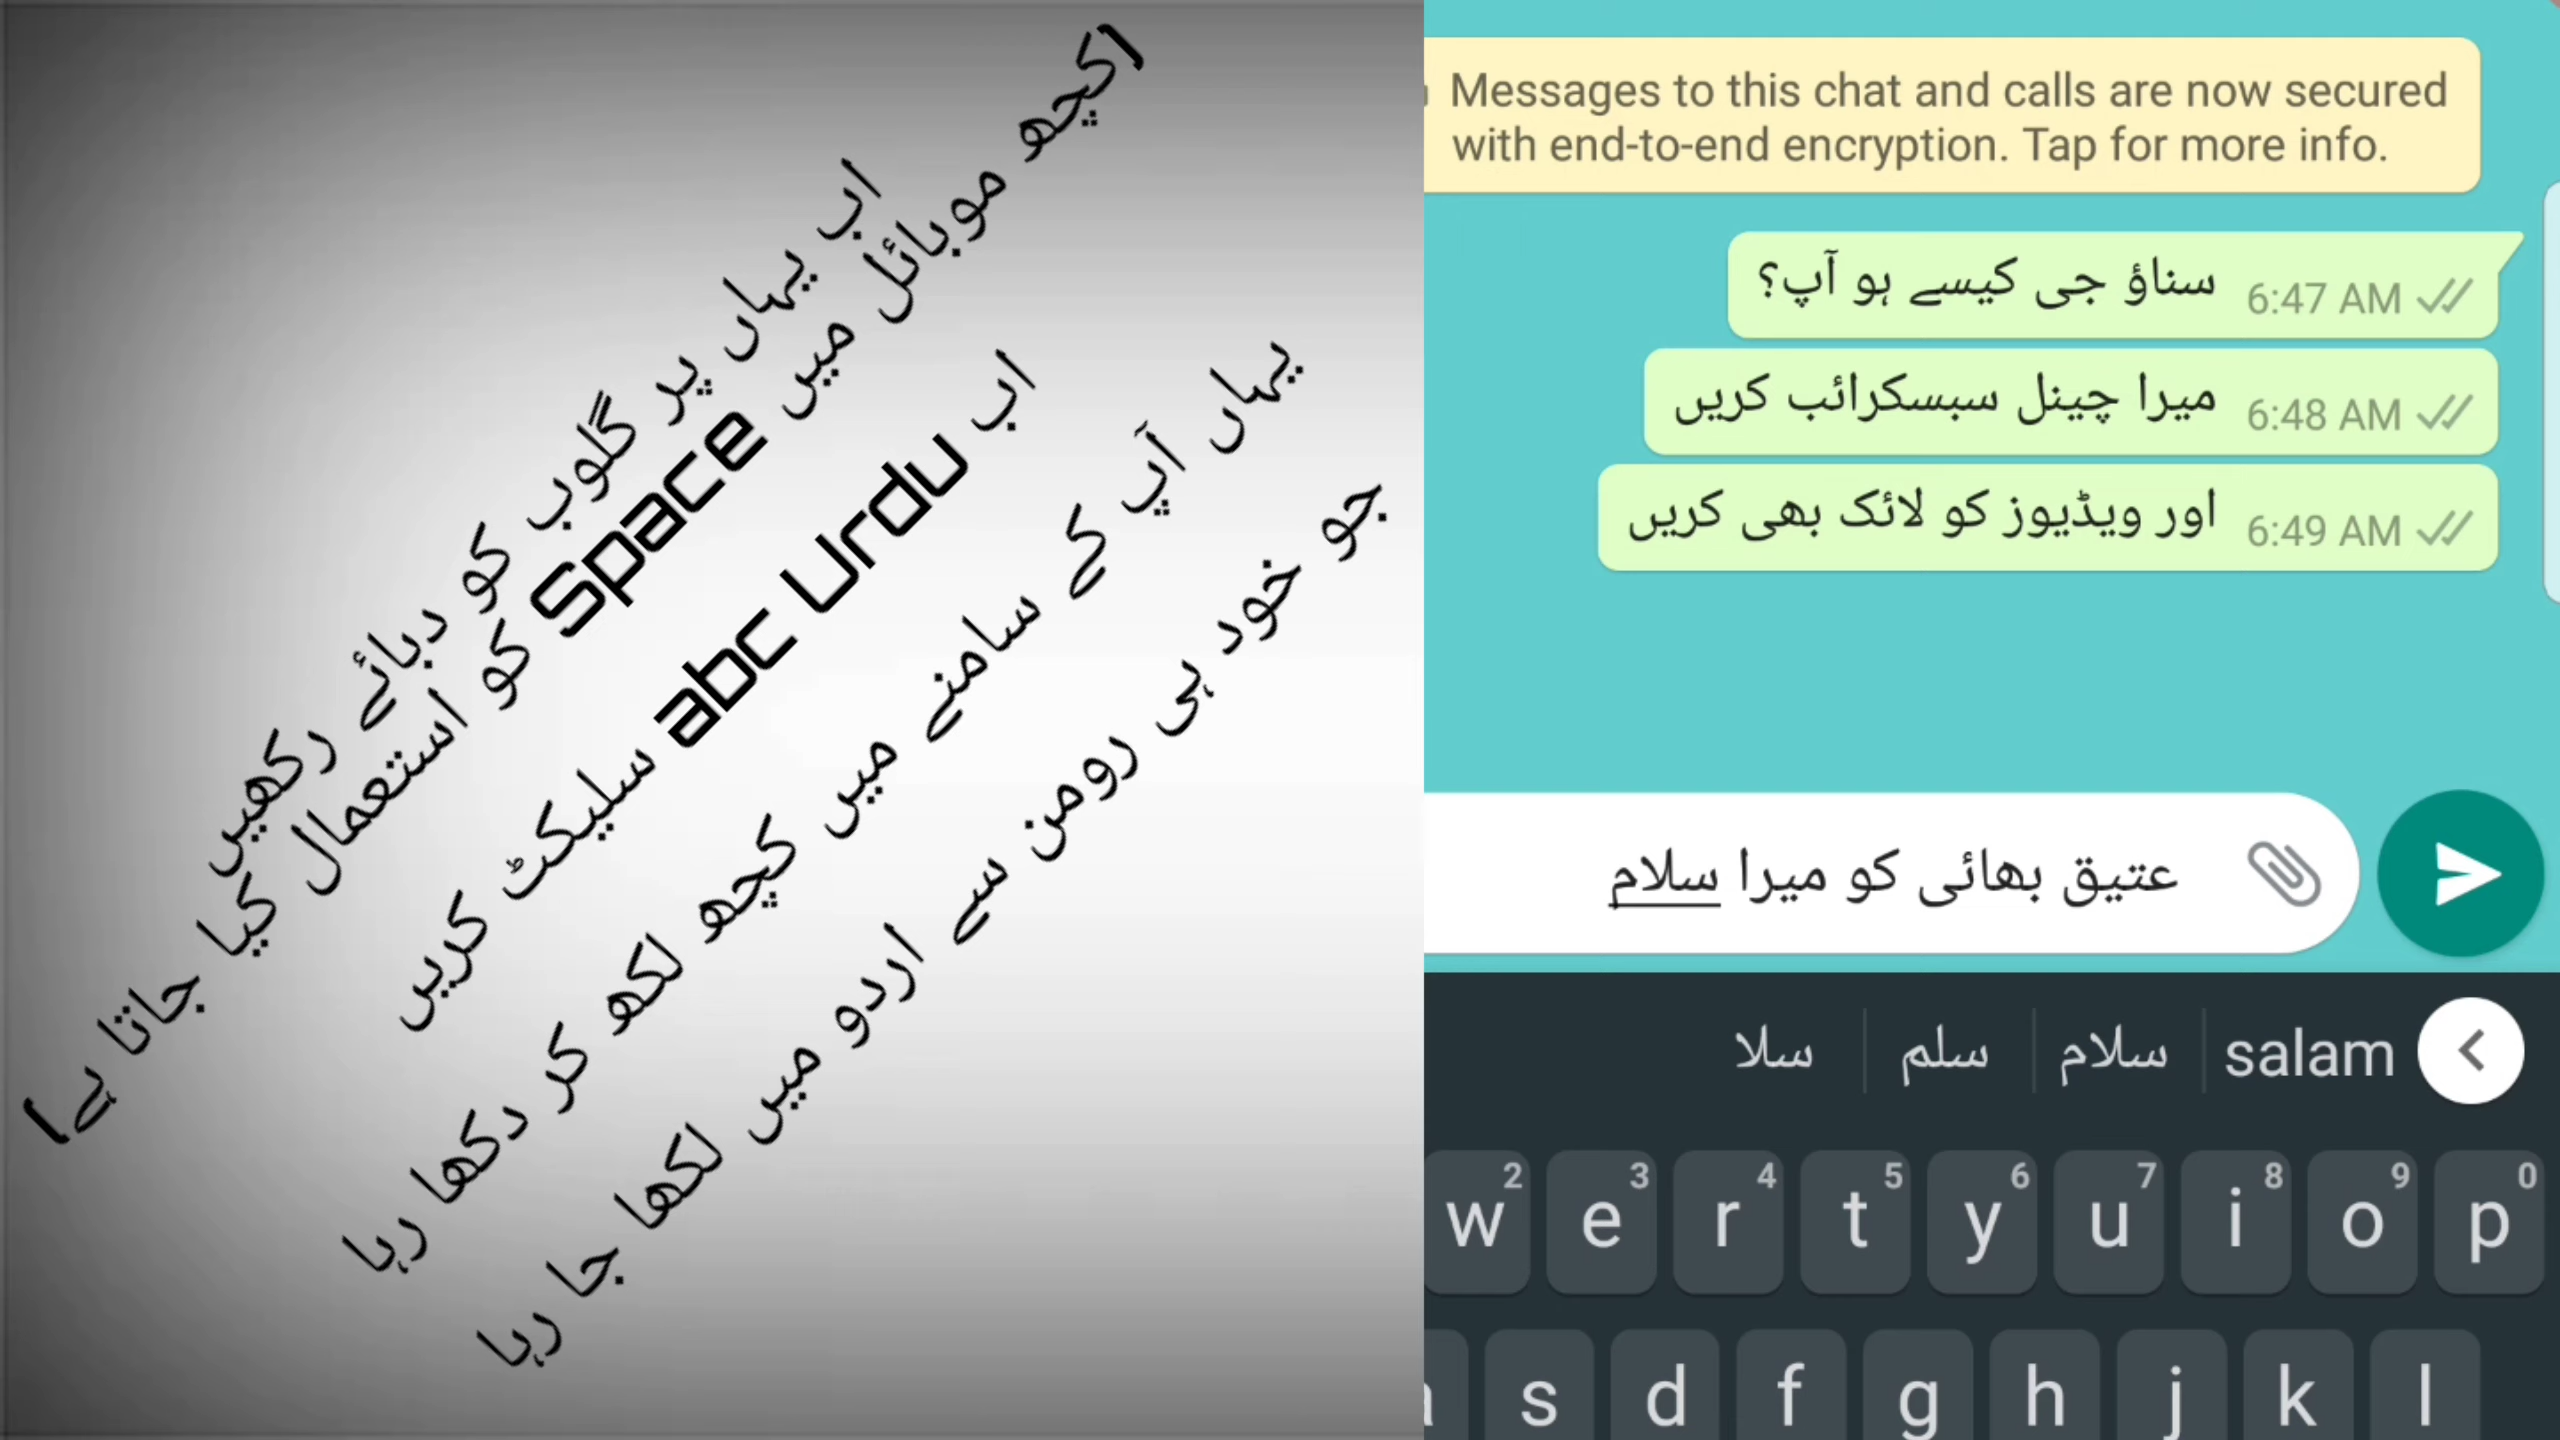 اب یہاں پر گلوب کو دبائے رکھیں
(کچھ موبائل میں Space کو استعمال کیا جاتا ہے)
اب abc Urdu سلیکٹ کریں
یہاں آپ کے سامنے میں کچھ لکھ کر دکھا رہا
جو خود ہی رومن سے اردو میں لکھا جا رہا
Messages to this chat and calls are now secured
with end-to-end encryption. Tap for more info.
سناؤ جی کیسے ہو آپ؟ 6:47 AM
میرا چینل سبسکرائب کریں 6:48 AM
اور ویڈیوز کو لائک بھی کریں 6:49 AM
عتیق بھائی کو میرا سلام
سلا سلم سلام salam
2 3 4 5 6 7 8 9 0
w e r t y u i o p
s d f g h j k l